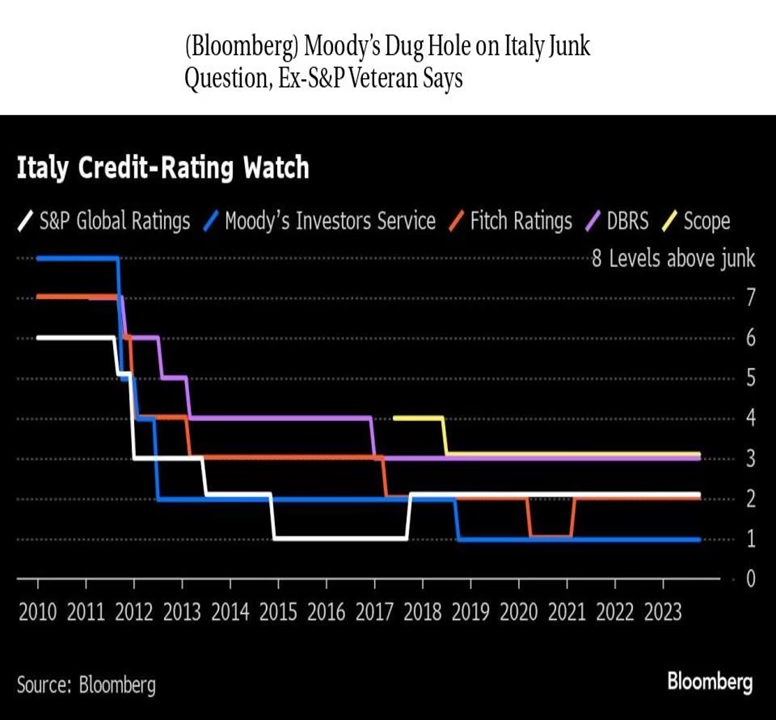 (Bloomberg) Moody's Dug Hole on Italy Junk
Question, Ex-S&P Veteran Says
Italy Credit-Rating Watch
S&P Global Ratings Moody's Investors Service Fitch Ratings DBRS Scope
8 Levels above junk
7
6
5
4
3
2
1
0
2010 2011 2012 2013 2014 2015 2016 2017 2018 2019 2020 2021 2022 2023
Source: Bloomberg
Bloomberg